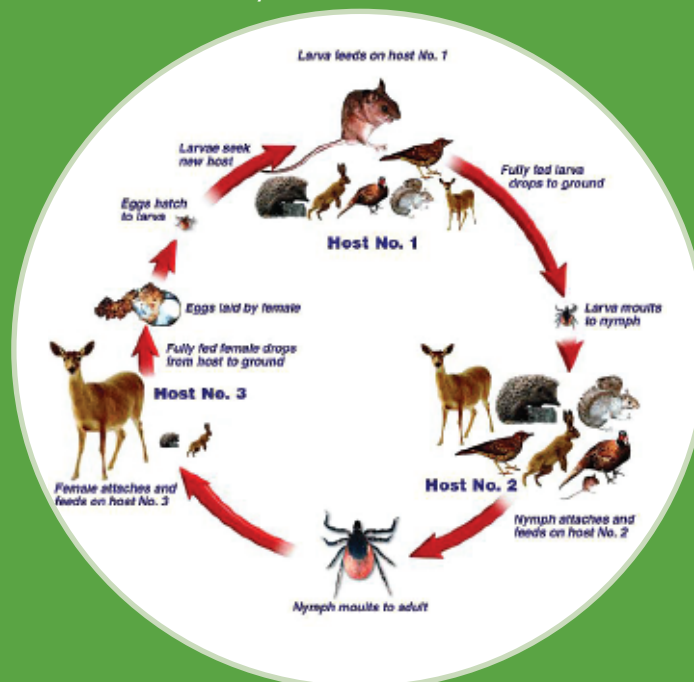 Larva feeds on host No. 1
Larvae seek
new host
Fully fed larva
drops to ground
Eggs hatch
to larva
Host No. 1
Eggs laid by female
Larva moults
to nymph
Fully fed female drops
from host to ground
Host No. 3
Host No. 2
Female attaches and
feeds on host No. 3
Nymph attaches and
feeds on host No. 2
Nymph moults to adult